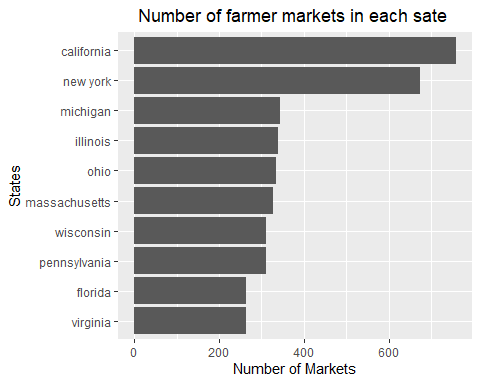 Number of farmer markets in each sate
california
new york
michigan
illinois
ohio
massachusetts
wisconsin
pennsylvania
florida
virginia
States
0 200 400 600
Number of Markets